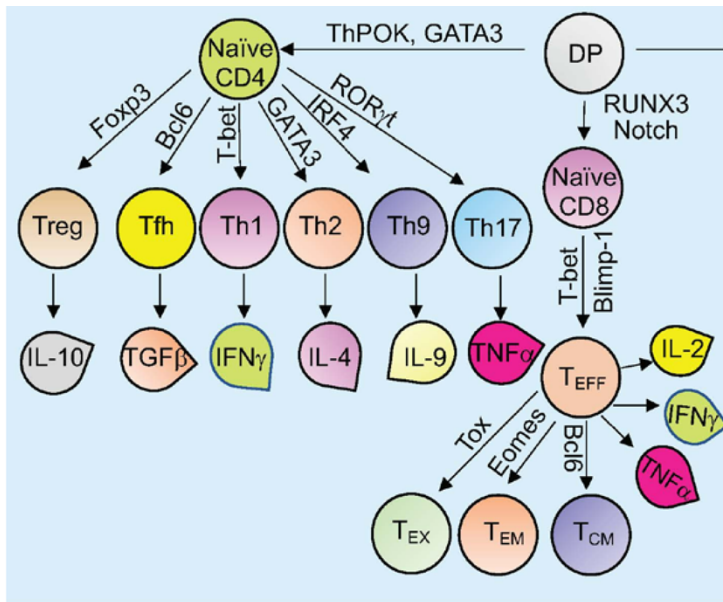 Naïve
CD4
ThPOK, GATA3
DP
RUNX3
Notch
Foxp3
Bcl6
T-bet
GATA3
IRF4
RORγt
Naïve
CD8
Treg
Tfh
Th1
Th2
Th9
Th17
T-bet
Blimp-1
IL-10
TGFβ
IFNγ
IL-4
IL-9
TNFα
TEFF
IL-2
IFNγ
TNFα
Tox
Eomes
Bcl6
TEX
TEM
TCM